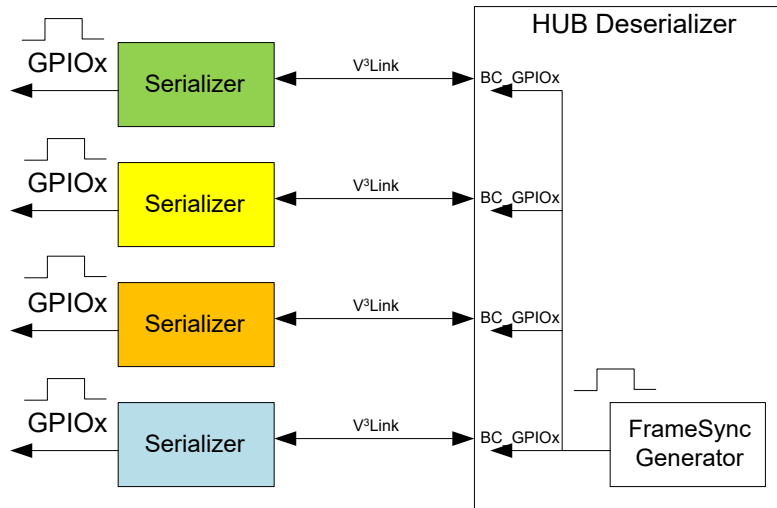 HUB Deserializer
GPIOx
Serializer
V³Link
BC_GPIOx
GPIOx
Serializer
V³Link
BC_GPIOx
GPIOx
Serializer
V³Link
BC_GPIOx
GPIOx
Serializer
V³Link
BC_GPIOx
FrameSync
Generator